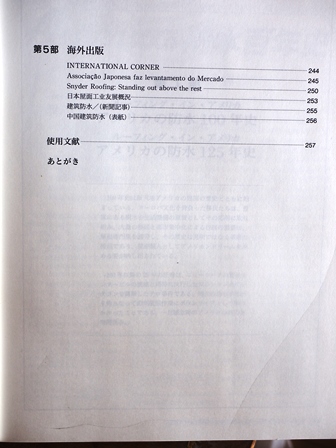 第5部 海外出版
INTERNATIONAL CORNER 244
Associação Japonesa faz levantamento do Mercado 245
Snyder Roofing: Standing out above the rest 250
日本屋面工业发展概况 253
建筑防水／(新聞記事) 255
中国建筑防水（表紙） 256
使用文献 257
あとがき
アメリカの防水125年史